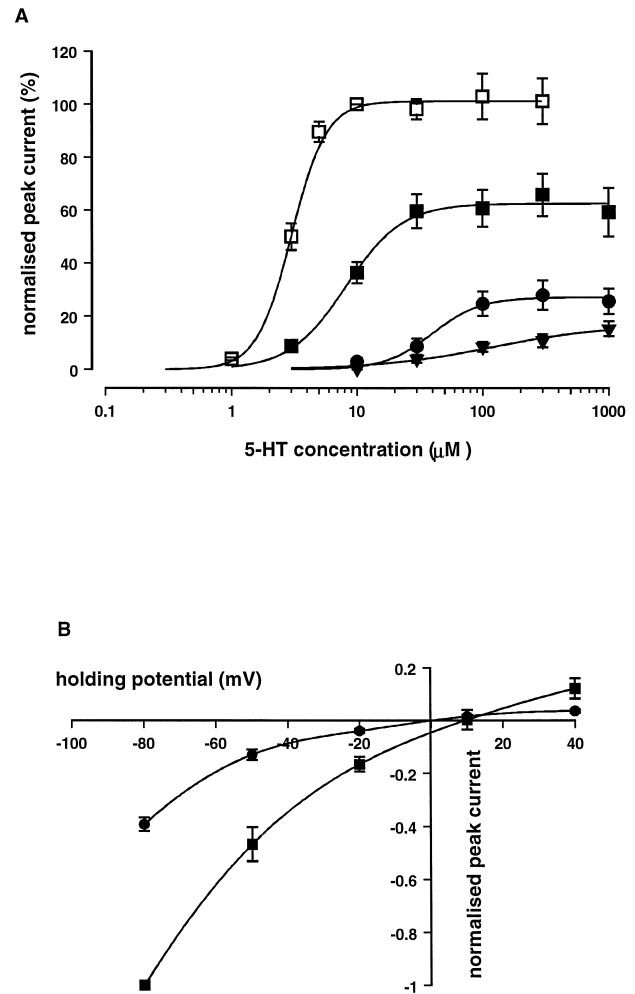 A
normalised peak current (%)
120
100
80
60
40
20
0
0.1 1 10 100 1000
5-HT concentration (μM )
B
holding potential (mV)
0.2
-100 -80 -60 -40 -20 20 40
-0.2
-0.4
-0.6
-0.8
-1
normalised peak current